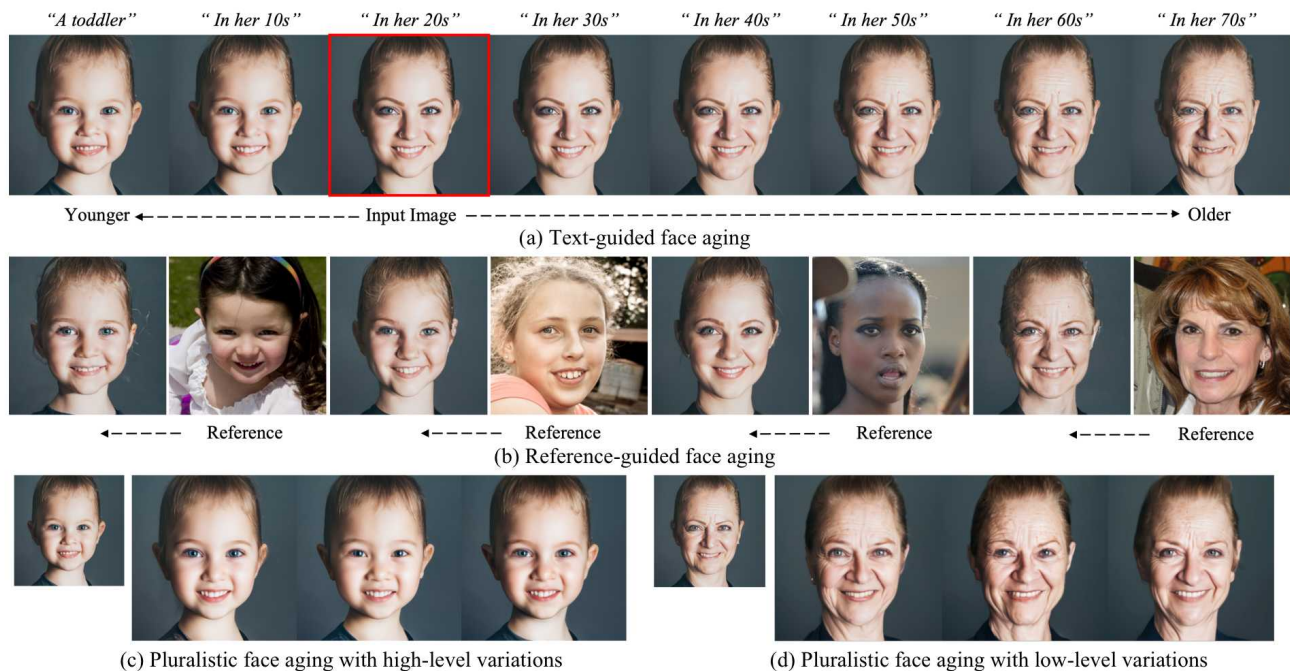 “A toddler” “ In her 10s” “ In her 20s” “ In her 30s” “ In her 40s” “ In her 50s” “ In her 60s” “ In her 70s”
Younger Input Image Older
(a) Text-guided face aging
Reference Reference Reference Reference
(b) Reference-guided face aging
(c) Pluralistic face aging with high-level variations (d) Pluralistic face aging with low-level variations